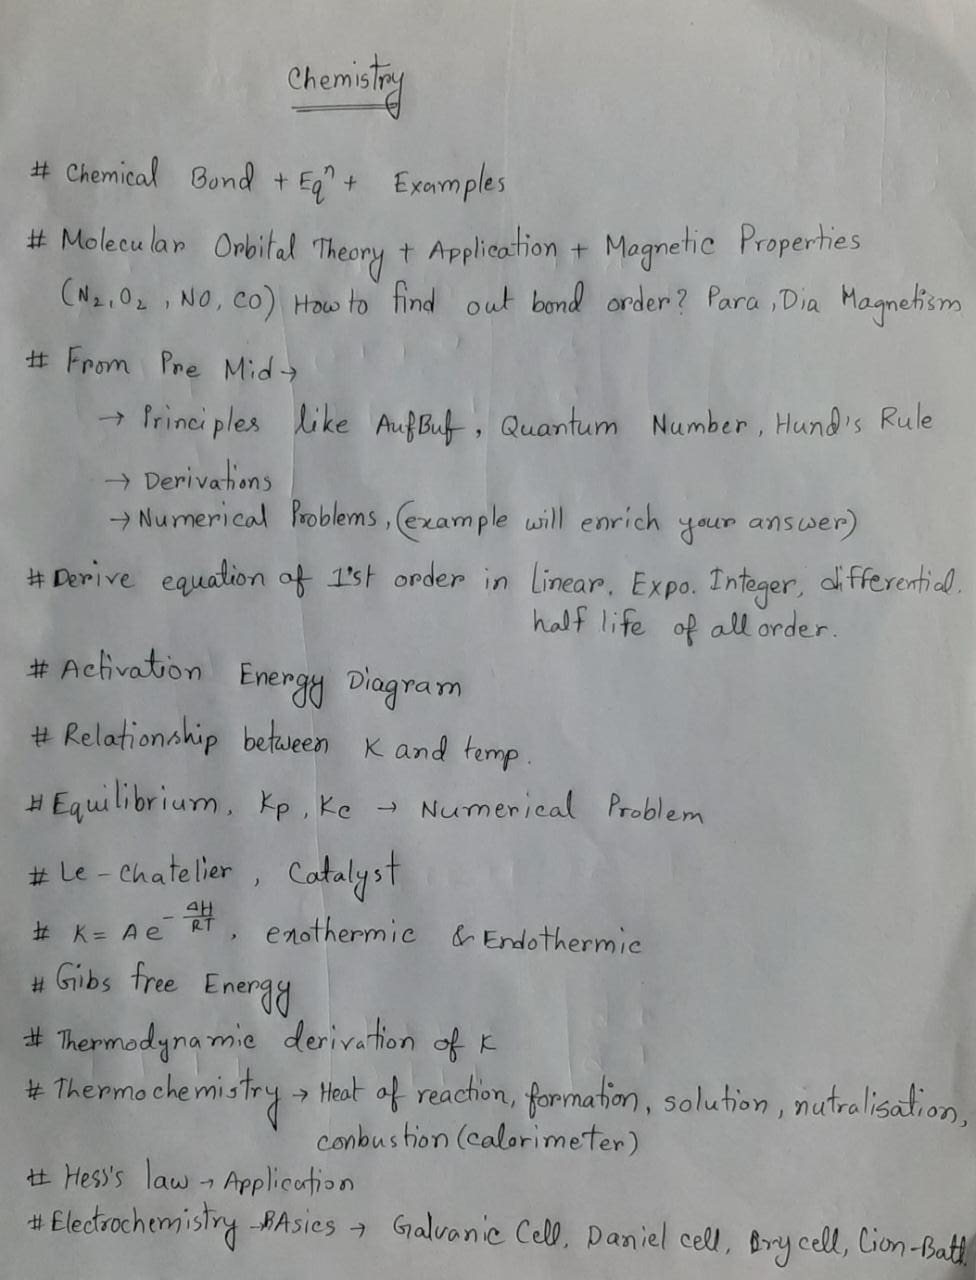 Chemistry
# Chemical Bond + Eqⁿ + Examples
# Molecular Orbital Theory + Application + Magnetic Properties
(N₂, O₂, NO, CO) How to find out bond order? Para, Dia Magnetism
# From Pre Mid →
→ Principles like AufBuf, Quantum Number, Hund's Rule
→ Derivations
→ Numerical Problems, (example will enrich your answer)
# Derive equation of 1'st order in Linear, Expo. Integer, differential.
half life of all order.
# Activation Energy Diagram
# Relationship between K and temp.
# Equilibrium, Kp, Kc → Numerical Problem
# Le - Chatelier, Catalyst
# K = Ae^-ΔH/RT, exothermic & Endothermic
# Gibs free Energy
# Thermodynamic derivation of K
# Thermochemistry → Heat of reaction, formation, solution, nutralisation,
conbustion (calorimeter)
# Hess's law → Application
# Electrochemistry - BAsics → Galvanic Cell, Daniel cell, Dry cell, Lion-Batt